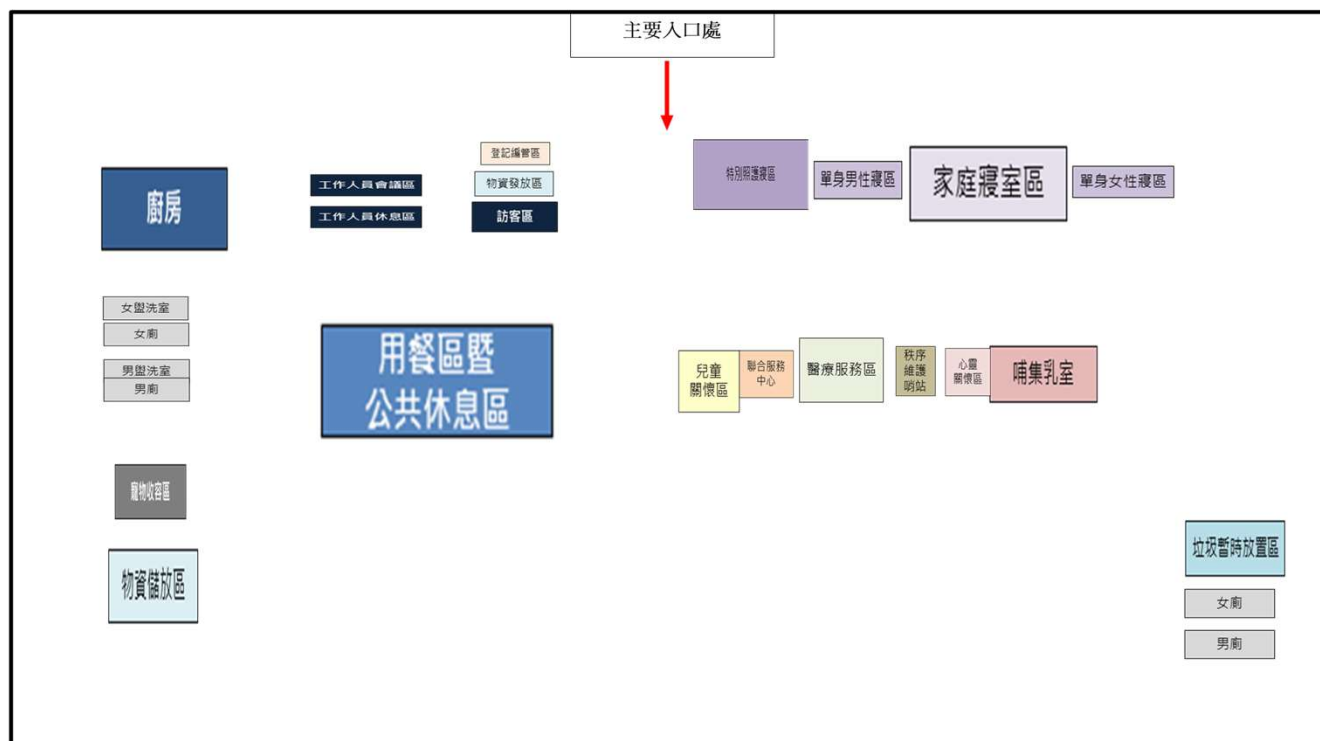 主要入口處
登記編管區
特別照護寢區
單身男性寢區
家庭寢室區
單身女性寢區
廚房
工作人員會議區
物資發放區
工作人員休息區
訪客區
女盥洗室
女廁
男盥洗室
男廁
用餐區暨
公共休息區
兒童
關懷區
聯合服務
中心
醫療服務區
秩序
維護
哨站
心靈
關懷區
哺集乳室
寵物收容區
物資儲放區
垃圾暫時放置區
女廁
男廁